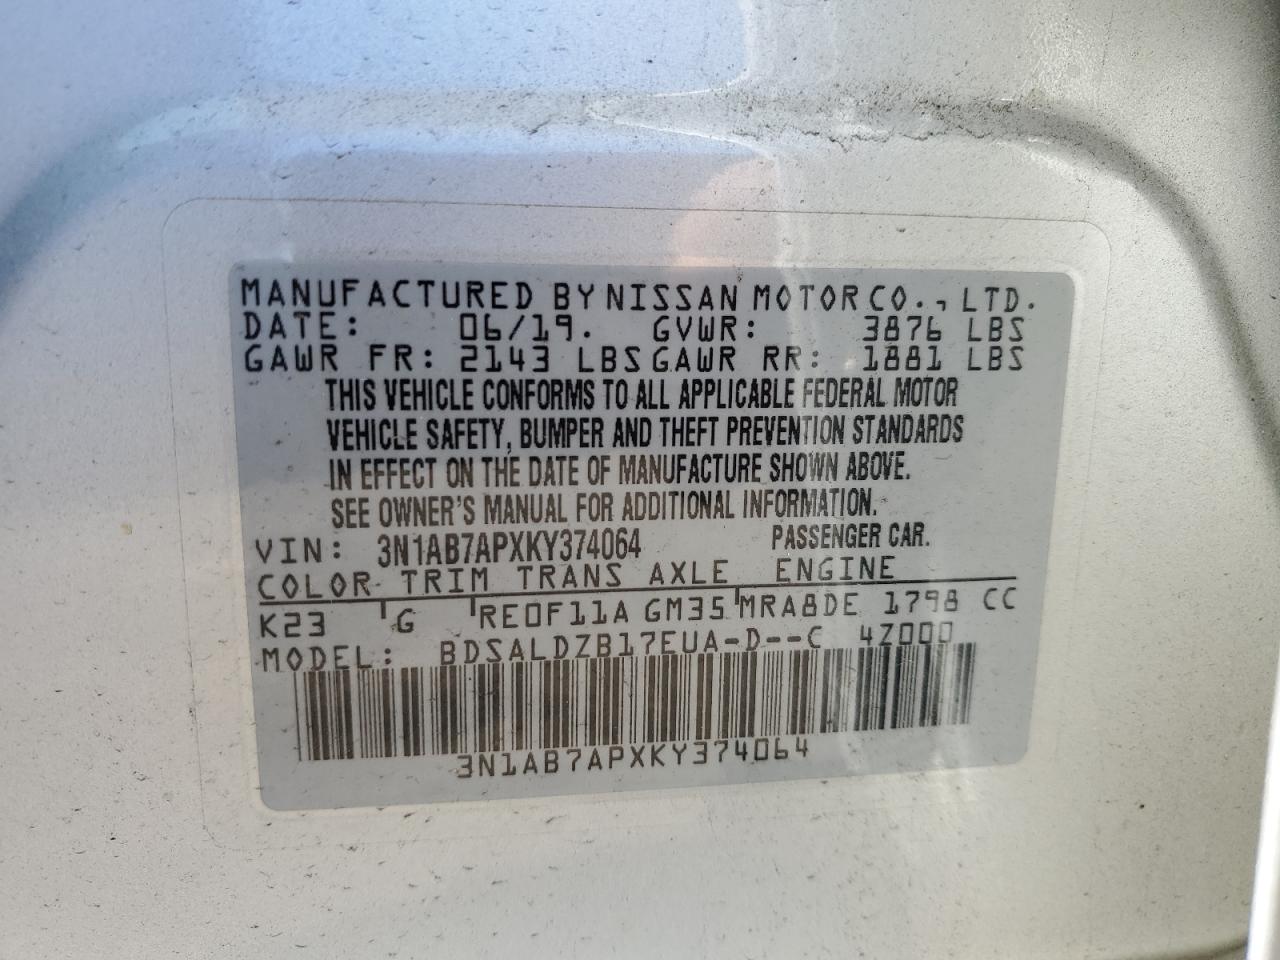 MANUFACTURED BY NISSAN MOTOR CO., LTD.
DATE: 06/19. GVWR: 3876 LBS
GAWR FR: 2143 LBS GAWR RR: 1881 LBS
THIS VEHICLE CONFORMS TO ALL APPLICABLE FEDERAL MOTOR
VEHICLE SAFETY, BUMPER AND THEFT PREVENTION STANDARDS
IN EFFECT ON THE DATE OF MANUFACTURE SHOWN ABOVE.
SEE OWNER'S MANUAL FOR ADDITIONAL INFORMATION.
VIN: 3N1AB7APXKY374064 PASSENGER CAR.
COLOR TRIM TRANS AXLE ENGINE
K23 G RE0F11A GM35 MRA8DE 1798 CC
MODEL: BDSALDZB17EUA-D--C 4Z000
3N1AB7APXKY374064